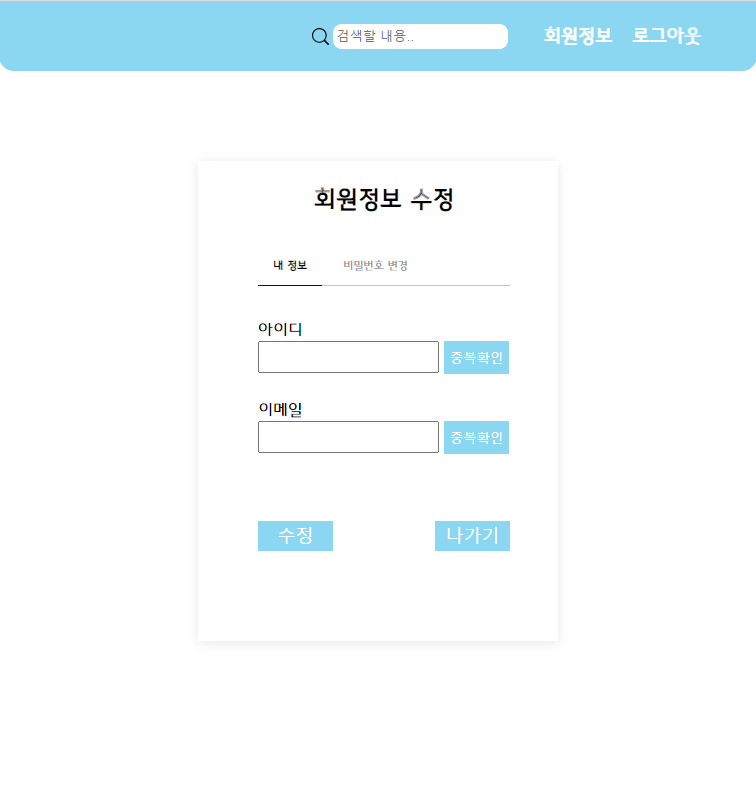 검색할 내용.. 회원정보 로그아웃
회원정보 수정
내 정보 비밀번호 변경
아이디
중복확인
이메일
중복확인
수정 나가기